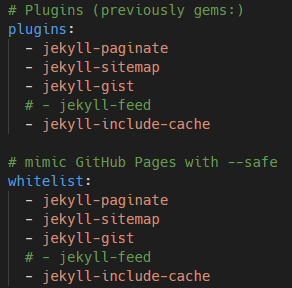 # Plugins (previously gems:)
plugins:
  - jekyll-paginate
  - jekyll-sitemap
  - jekyll-gist
  # - jekyll-feed
  - jekyll-include-cache

# mimic GitHub Pages with --safe
whitelist:
  - jekyll-paginate
  - jekyll-sitemap
  - jekyll-gist
  # - jekyll-feed
  - jekyll-include-cache